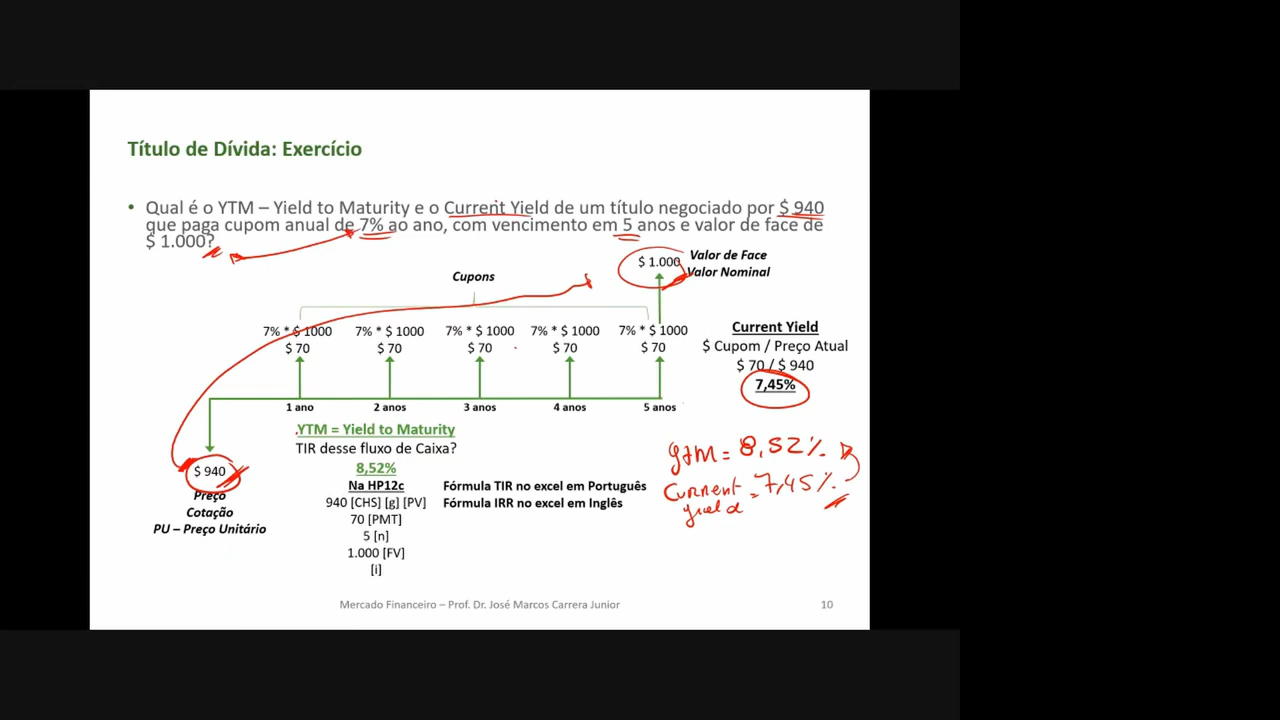 Título de Dívida: Exercício
• Qual é o YTM – Yield to Maturity e o Current Yield de um título negociado por $ 940
que paga cupom anual de 7% ao ano, com vencimento em 5 anos e valor de face de
$ 1.000?
$ 1.000
Valor de Face
Valor Nominal
Cupons
7% * $ 1000 7% * $ 1000 7% * $ 1000 7% * $ 1000 7% * $ 1000
$ 70 $ 70 $ 70 $ 70 $ 70
Current Yield
$ Cupom / Preço Atual
$ 70 / $ 940
7,45%
1 ano 2 anos 3 anos 4 anos 5 anos
$ 940
Preço
Cotação
PU – Preço Unitário
YTM = Yield to Maturity
TIR desse fluxo de Caixa?
8,52%
Na HP12c
940 [CHS] [g] [PV]
70 [PMT]
5 [n]
1.000 [FV]
[i]
Fórmula TIR no excel em Português
Fórmula IRR no excel em Inglês
YTM = 8,52%
Current = 7,45%
yield
Mercado Financeiro – Prof. Dr. José Marcos Carrera Junior 10